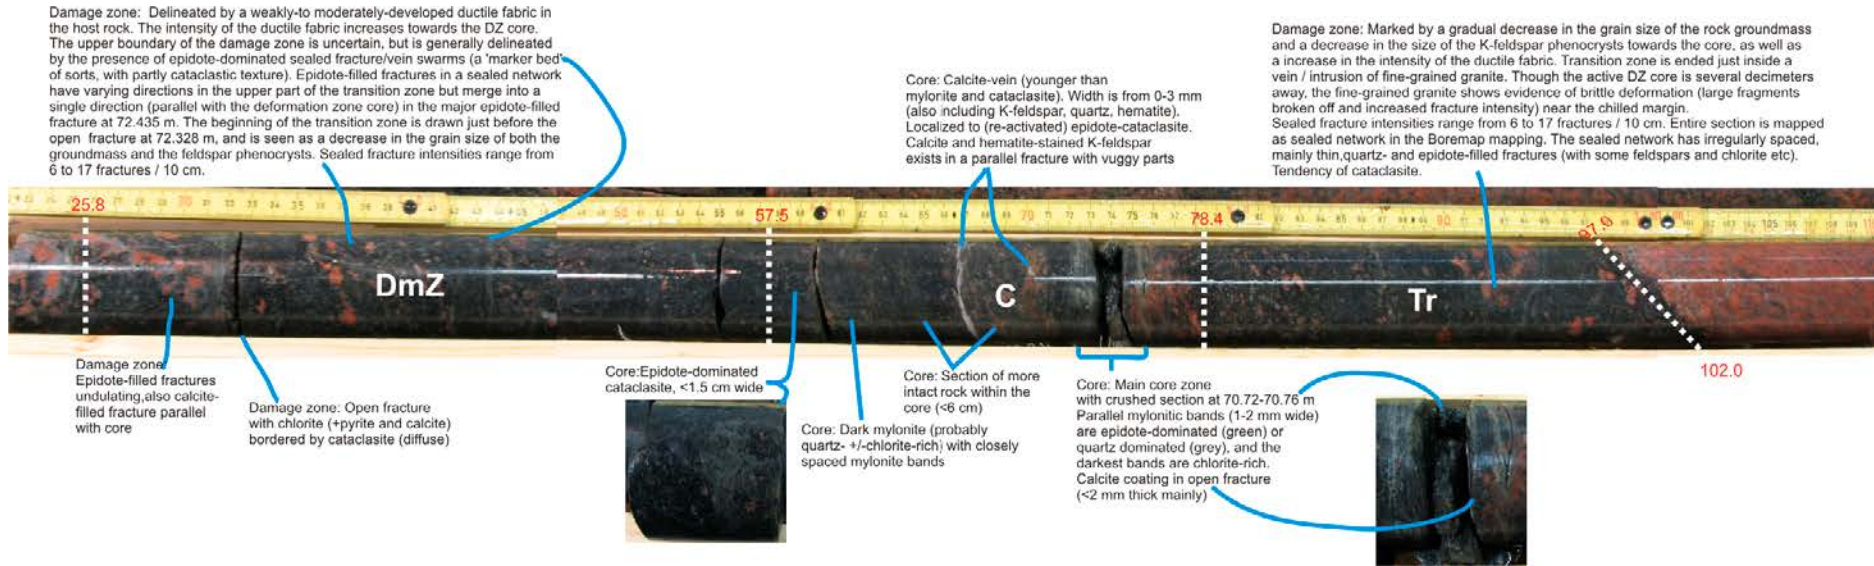 Damage zone: Delineated by a weakly-to moderately-developed ductile fabric in
the host rock. The intensity of the ductile fabric increases towards the DZ core.
The upper boundary of the damage zone is uncertain, but is generally delineated
by the presence of epidote-dominated sealed fracture/vein swarms (a 'marker bed'
of sorts, with partly cataclastic texture). Epidote-filled fractures in a sealed network
have varying directions in the upper part of the transition zone but merge into a
single direction (parallel with the deformation zone core) in the major epidote-filled
fracture at 72.435 m. The beginning of the transition zone is drawn just before the
open fracture at 72.328 m, and is seen as a decrease in the grain size of both the
groundmass and the feldspar phenocrysts. Sealed fracture intensities range from
6 to 17 fractures / 10 cm.
Core: Calcite-vein (younger than
mylonite and cataclasite). Width is from 0-3 mm
(also including K-feldspar, quartz, hematite).
Localized to (re-activated) epidote-cataclasite.
Calcite and hematite-stained K-feldspar
exists in a parallel fracture with vuggy parts
Damage zone: Marked by a gradual decrease in the grain size of the rock groundmass
and a decrease in the size of the K-feldspar phenocrysts towards the core, as well as
a increase in the intensity of the ductile fabric. Transition zone is ended just inside a
vein / intrusion of fine-grained granite. Though the active DZ core is several decimeters
away, the fine-grained granite shows evidence of brittle deformation (large fragments
broken off and increased fracture intensity) near the chilled margin.
Sealed fracture intensities range from 6 to 17 fractures / 10 cm. Entire section is mapped
as sealed network in the Boremap mapping. The sealed network has irregularly spaced,
mainly thin,quartz- and epidote-filled fractures (with some feldspars and chlorite etc).
Tendency of cataclasite.
25.8
57.5
78.4
97.0
DmZ
C
Tr
102.0
Damage zone:
Epidote-filled fractures
undulating,also calcite-
filled fracture parallel
with core
Damage zone: Open fracture
with chlorite (+pyrite and calcite)
bordered by cataclasite (diffuse)
Core:Epidote-dominated
cataclasite, <1.5 cm wide
Core: Dark mylonite (probably
quartz- +/-chlorite-rich) with closely
spaced mylonite bands
Core: Section of more
intact rock within the
core (<6 cm)
Core: Main core zone
with crushed section at 70.72-70.76 m
Parallel mylonitic bands (1-2 mm wide)
are epidote-dominated (green) or
quartz dominated (grey), and the
darkest bands are chlorite-rich.
Calcite coating in open fracture
(<2 mm thick mainly)